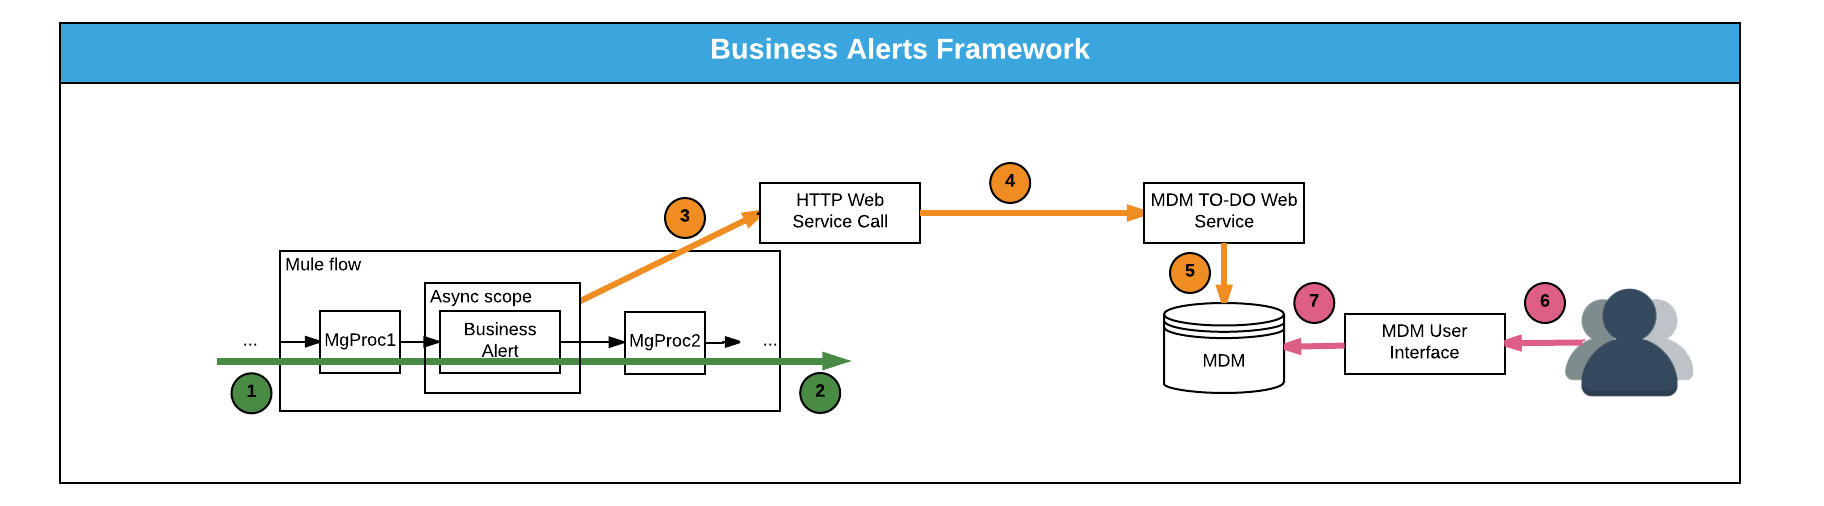 Business Alerts Framework
4
HTTP Web
Service Call
MDM TO-DO Web
Service
3
Mule flow
5
Async scope
7
6
... MgProc1
Business
Alert
MgProc2 ...
MDM User
Interface
MDM
1
2